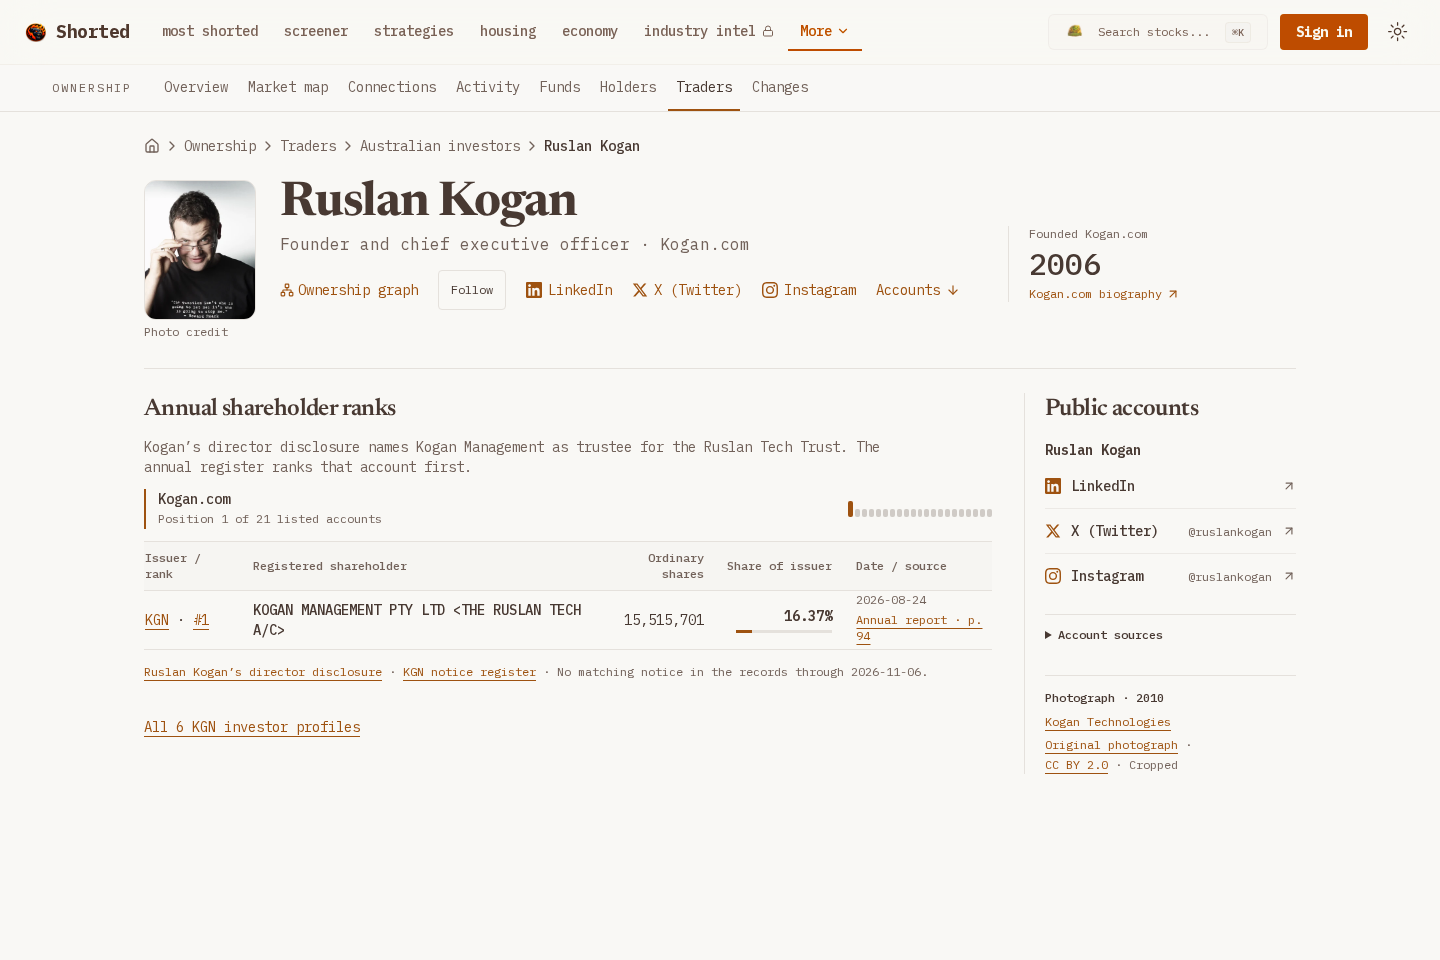 Shorted
most shorted
screener
strategies
housing
economy
industry intel
More
Search stocks...
⌘K
Sign in
OWNERSHIP
Overview
Market map
Connections
Activity
Funds
Holders
Traders
Changes
Ownership
Traders
Australian investors
Ruslan Kogan
Ruslan Kogan
Founder and chief executive officer · Kogan.com
Ownership graph
Follow
LinkedIn
X (Twitter)
Instagram
Accounts ↓
Photo credit
Founded Kogan.com
2006
Kogan.com biography
Annual shareholder ranks
Kogan’s director disclosure names Kogan Management as trustee for the Ruslan Tech Trust. The
annual register ranks that account first.
Kogan.com
Position 1 of 21 listed accounts
Issuer /
rank
Registered shareholder
Ordinary
shares
Share of issuer
Date / source
KGN · #1
KOGAN MANAGEMENT PTY LTD <THE RUSLAN TECH
A/C>
15,515,701
16.37%
2026-08-24
Annual report · p.
94
Ruslan Kogan’s director disclosure · KGN notice register · No matching notice in the records through 2026-11-06.
All 6 KGN investor profiles
Public accounts
Ruslan Kogan
LinkedIn
X (Twitter)
@ruslankogan
Instagram
@ruslankogan
Account sources
Photograph · 2010
Kogan Technologies
Original photograph ·
CC BY 2.0 · Cropped